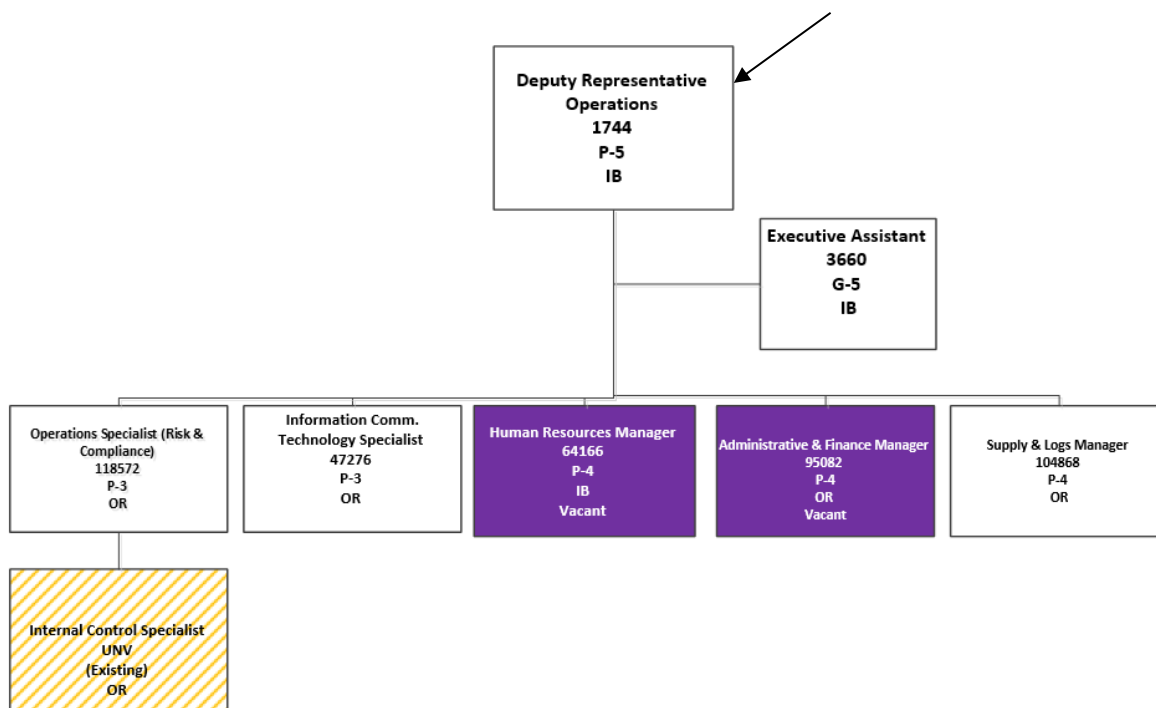 Deputy Representative
Operations
1744
P-5
IB
Executive Assistant
3660
G-5
IB
Operations Specialist (Risk &
Compliance)
118572
P-3
OR
Information Comm.
Technology Specialist
47276
P-3
OR
Human Resources Manager
64166
P-4
IB
Vacant
Administrative & Finance Manager
95082
P-4
OR
Vacant
Supply & Logs Manager
104868
P-4
OR
Internal Control Specialist
UNV
(Existing)
OR